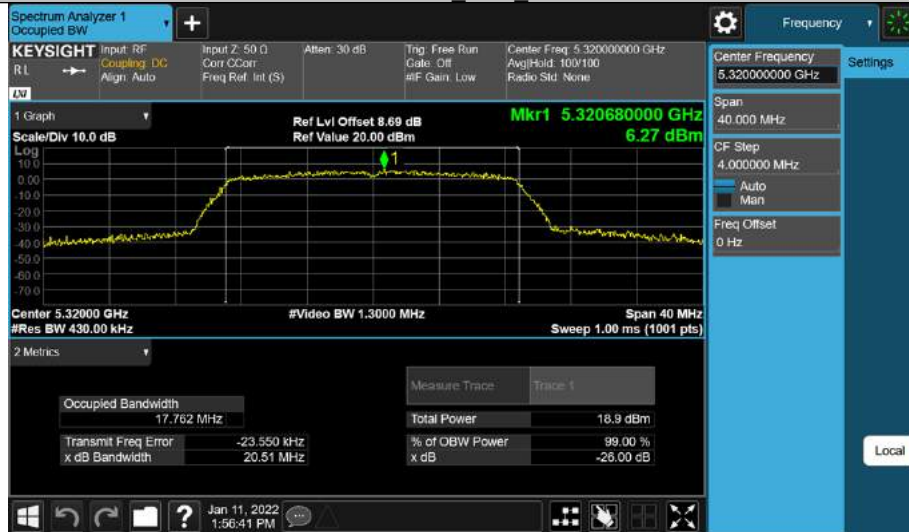 Spectrum Analyzer 1
Occupied BW
Frequency
KEYSIGHT
RL
LXI
Input: RF
Coupling: DC
Align: Auto
Input Z: 50 Ω
Corr CCorr
Freq Ref: Int (S)
Atten: 30 dB
Trig: Free Run
Gate: Off
#IF Gain: Low
Center Freq: 5.320000000 GHz
Avg|Hold: 100/100
Radio Std: None
1 Graph
Scale/Div 10.0 dB
Ref Lvl Offset 8.69 dB
Ref Value 20.00 dBm
Mkr1 5.320680000 GHz
6.27 dBm
Log
10.0
0.00
-10.0
-20.0
-30.0
-40.0
-50.0
-60.0
-70.0
1
Center 5.32000 GHz
#Res BW 430.00 kHz
#Video BW 1.3000 MHz
Span 40 MHz
Sweep 1.00 ms (1001 pts)
2 Metrics
Measure Trace
Trace 1
Occupied Bandwidth
17.762 MHz
Total Power
18.9 dBm
Transmit Freq Error
-23.550 kHz
% of OBW Power
99.00 %
x dB Bandwidth
20.51 MHz
x dB
-26.00 dB
Center Frequency
5.320000000 GHz
Settings
Span
40.000 MHz
CF Step
4.000000 MHz
Auto
Man
Freq Offset
0 Hz
Local
?
Jan 11, 2022
1:56:41 PM